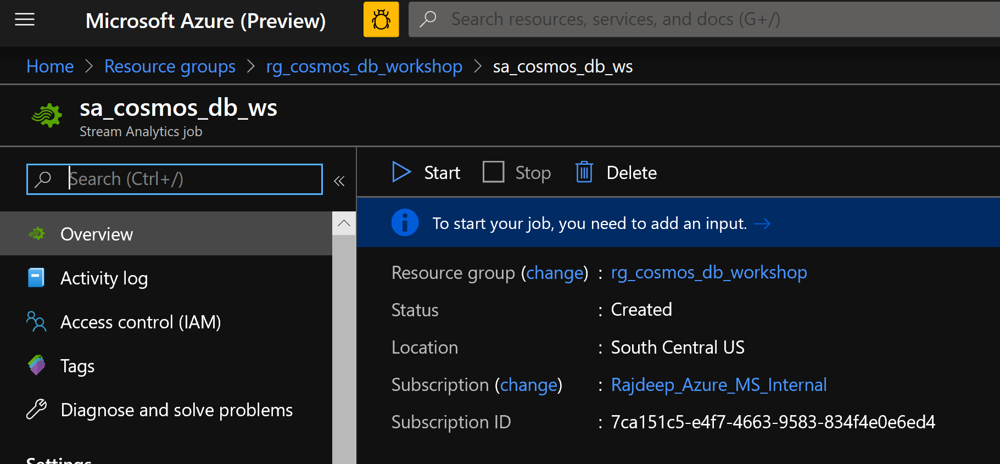 Microsoft Azure (Preview)
Search resources, services, and docs (G+/)
Home > Resource groups > rg_cosmos_db_workshop > sa_cosmos_db_ws
sa_cosmos_db_ws
Stream Analytics job
Search (Ctrl+/)
«
Overview
Activity log
Access control (IAM)
Tags
Diagnose and solve problems
Settings
Start Stop Delete
To start your job, you need to add an input. →
Resource group (change) : rg_cosmos_db_workshop
Status : Created
Location : South Central US
Subscription (change) : Rajdeep_Azure_MS_Internal
Subscription ID : 7ca151c5-e4f7-4663-9583-834f4e0e6ed4